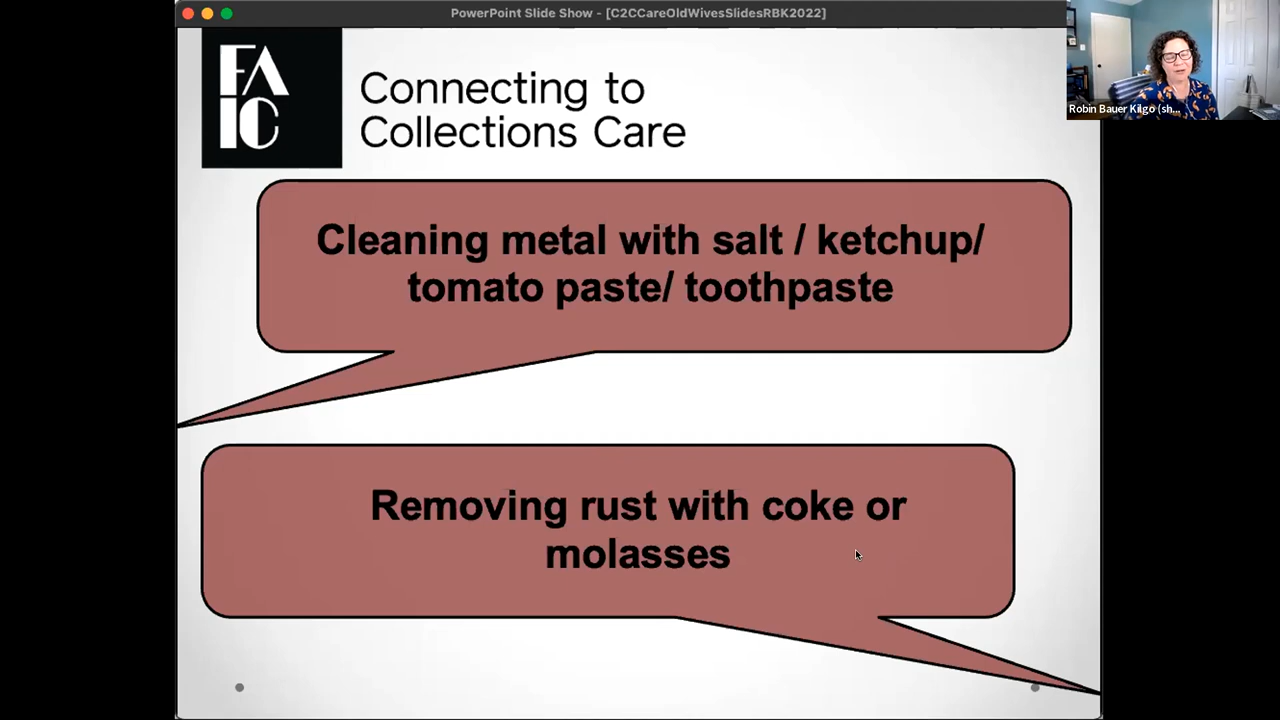 PowerPoint Slide Show - [C2CCareOldWivesSlidesRBK2022]
FA
IC
Connecting to
Collections Care
Robin Bauer Kilgo (sh...
Cleaning metal with salt / ketchup/
tomato paste/ toothpaste
Removing rust with coke or
molasses